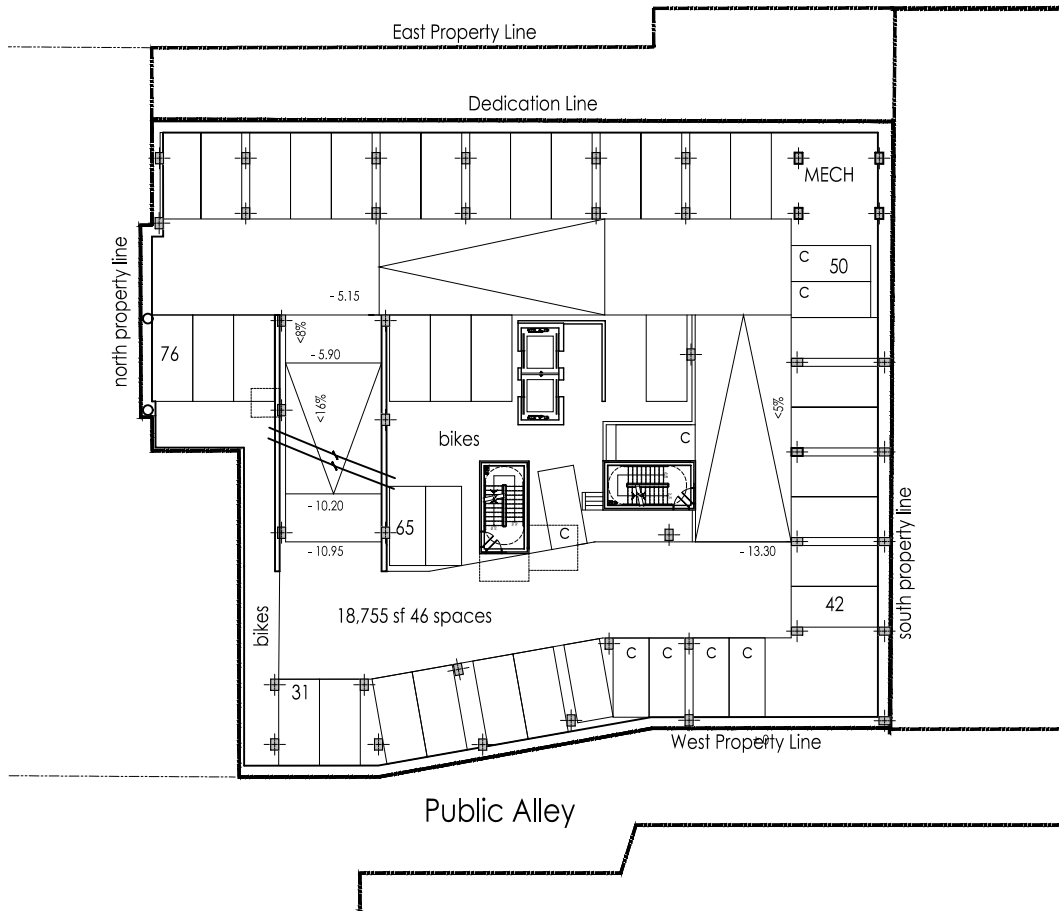 East Property Line
Dedication Line
MECH
north property line
C
50
C
- 5.15
<8%
76
- 5.90
<16%
<5%
bikes
C
- 10.20
65
C
- 10.95
- 13.30
south property line
bikes
18,755 sf 46 spaces
42
C
C
C
C
31
West Property Line
Public Alley